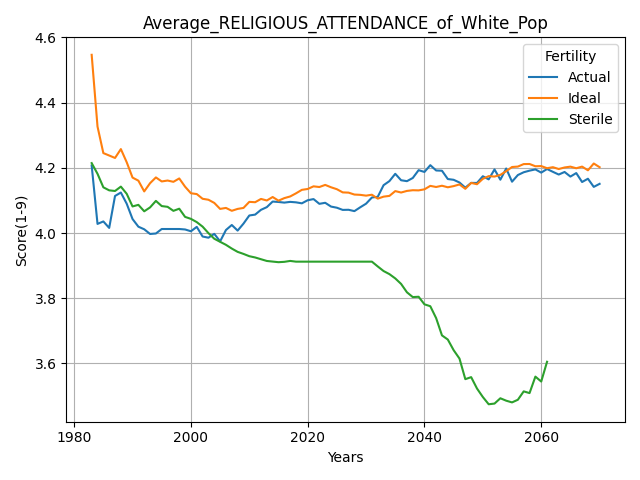 Average_RELIGIOUS_ATTENDANCE_of_White_Pop
Fertility
Actual
Ideal
Sterile
Score(1-9)
4.6
4.4
4.2
4.0
3.8
3.6
1980
2000
2020
2040
2060
Years